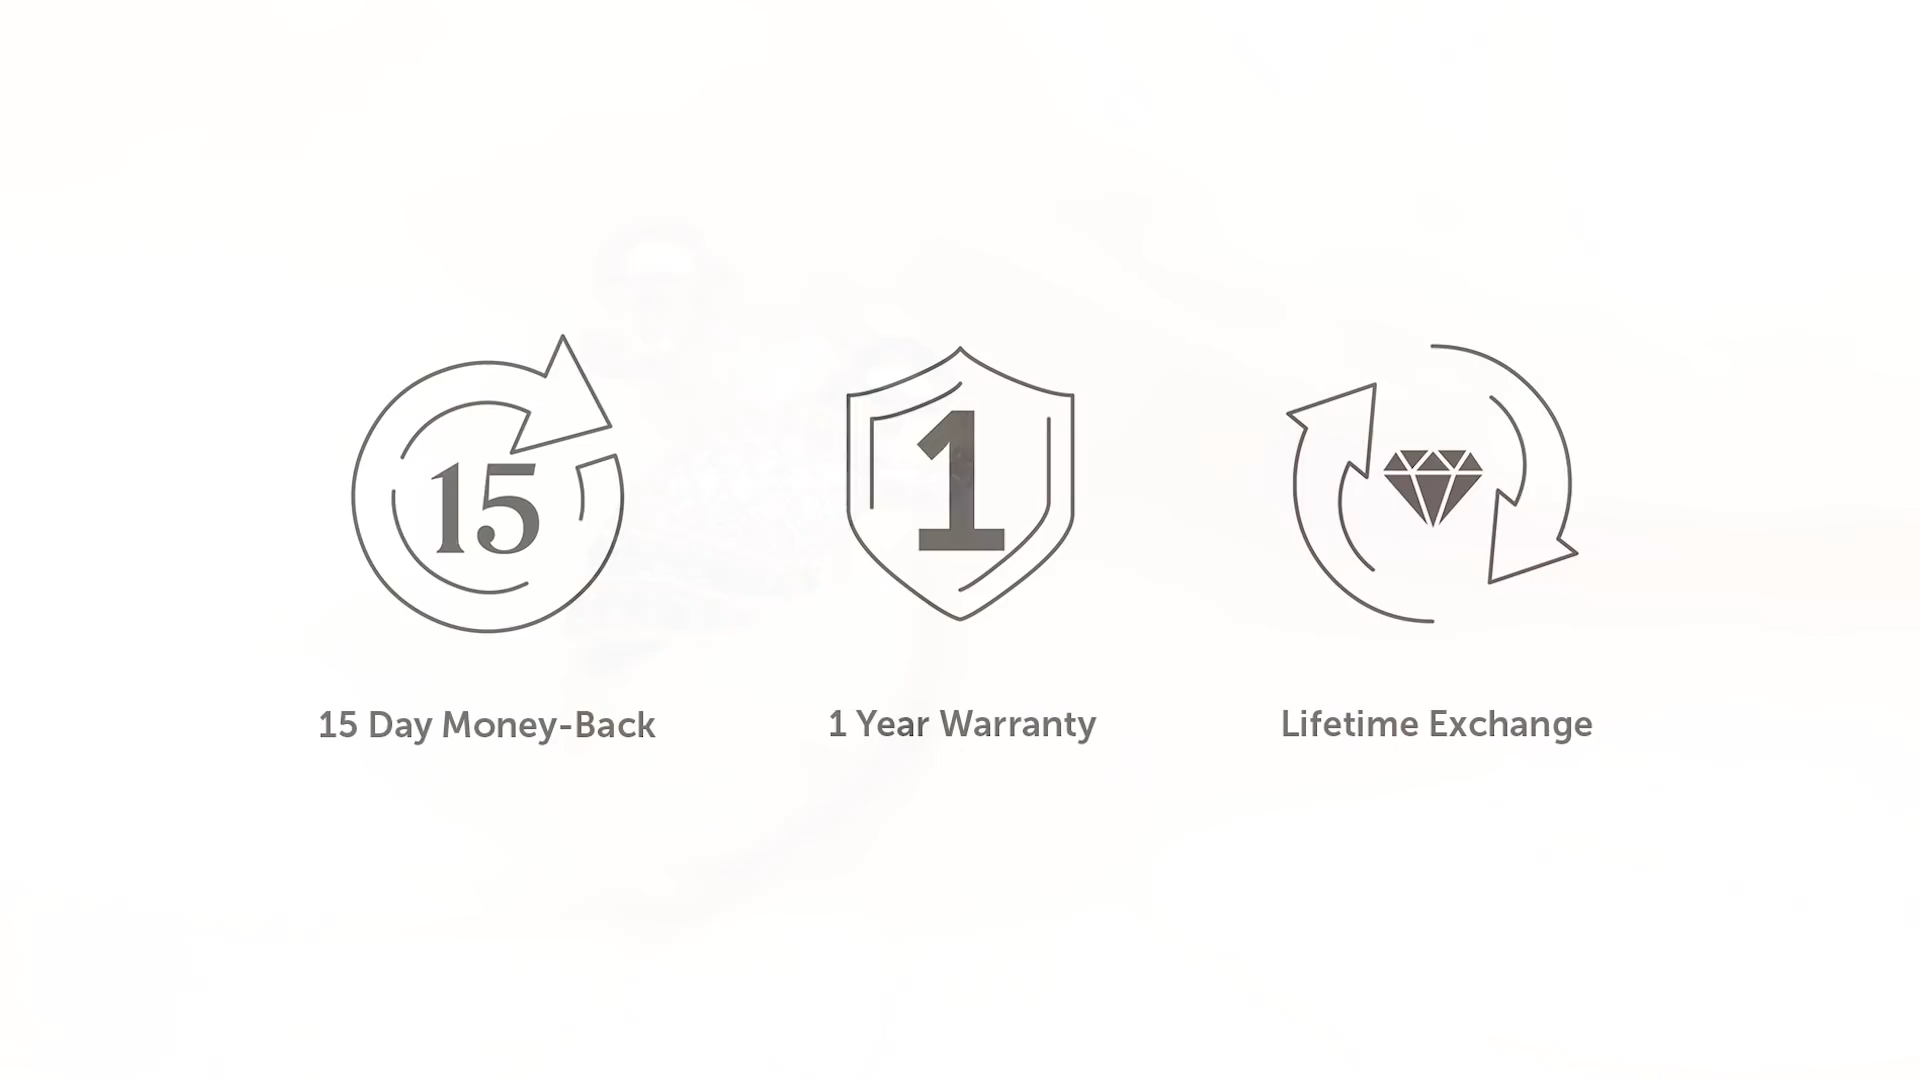 15
1
15 Day Money-Back
1 Year Warranty
Lifetime Exchange